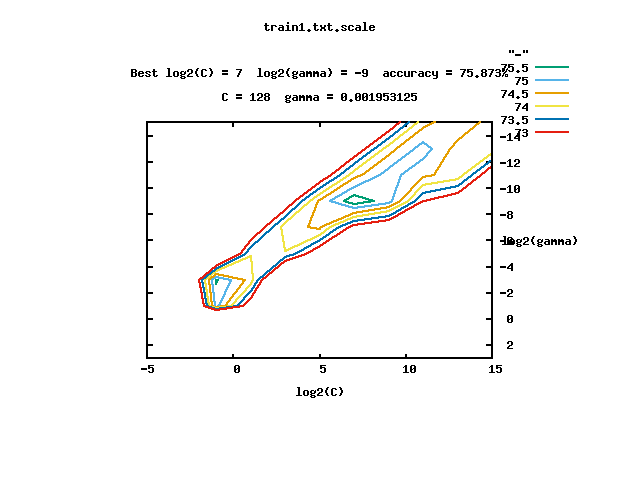 train1.txt.scale
"-"
Best log2(C) = 7 log2(gamma) = -9 accuracy = 75.873%
75.5
75
C = 128 gamma = 0.001953125
74.5
74
73.5
73
-14
-12
-10
-8
-6
log2(gamma)
-4
-2
0
2
-5 0 5 10 15
log2(C)